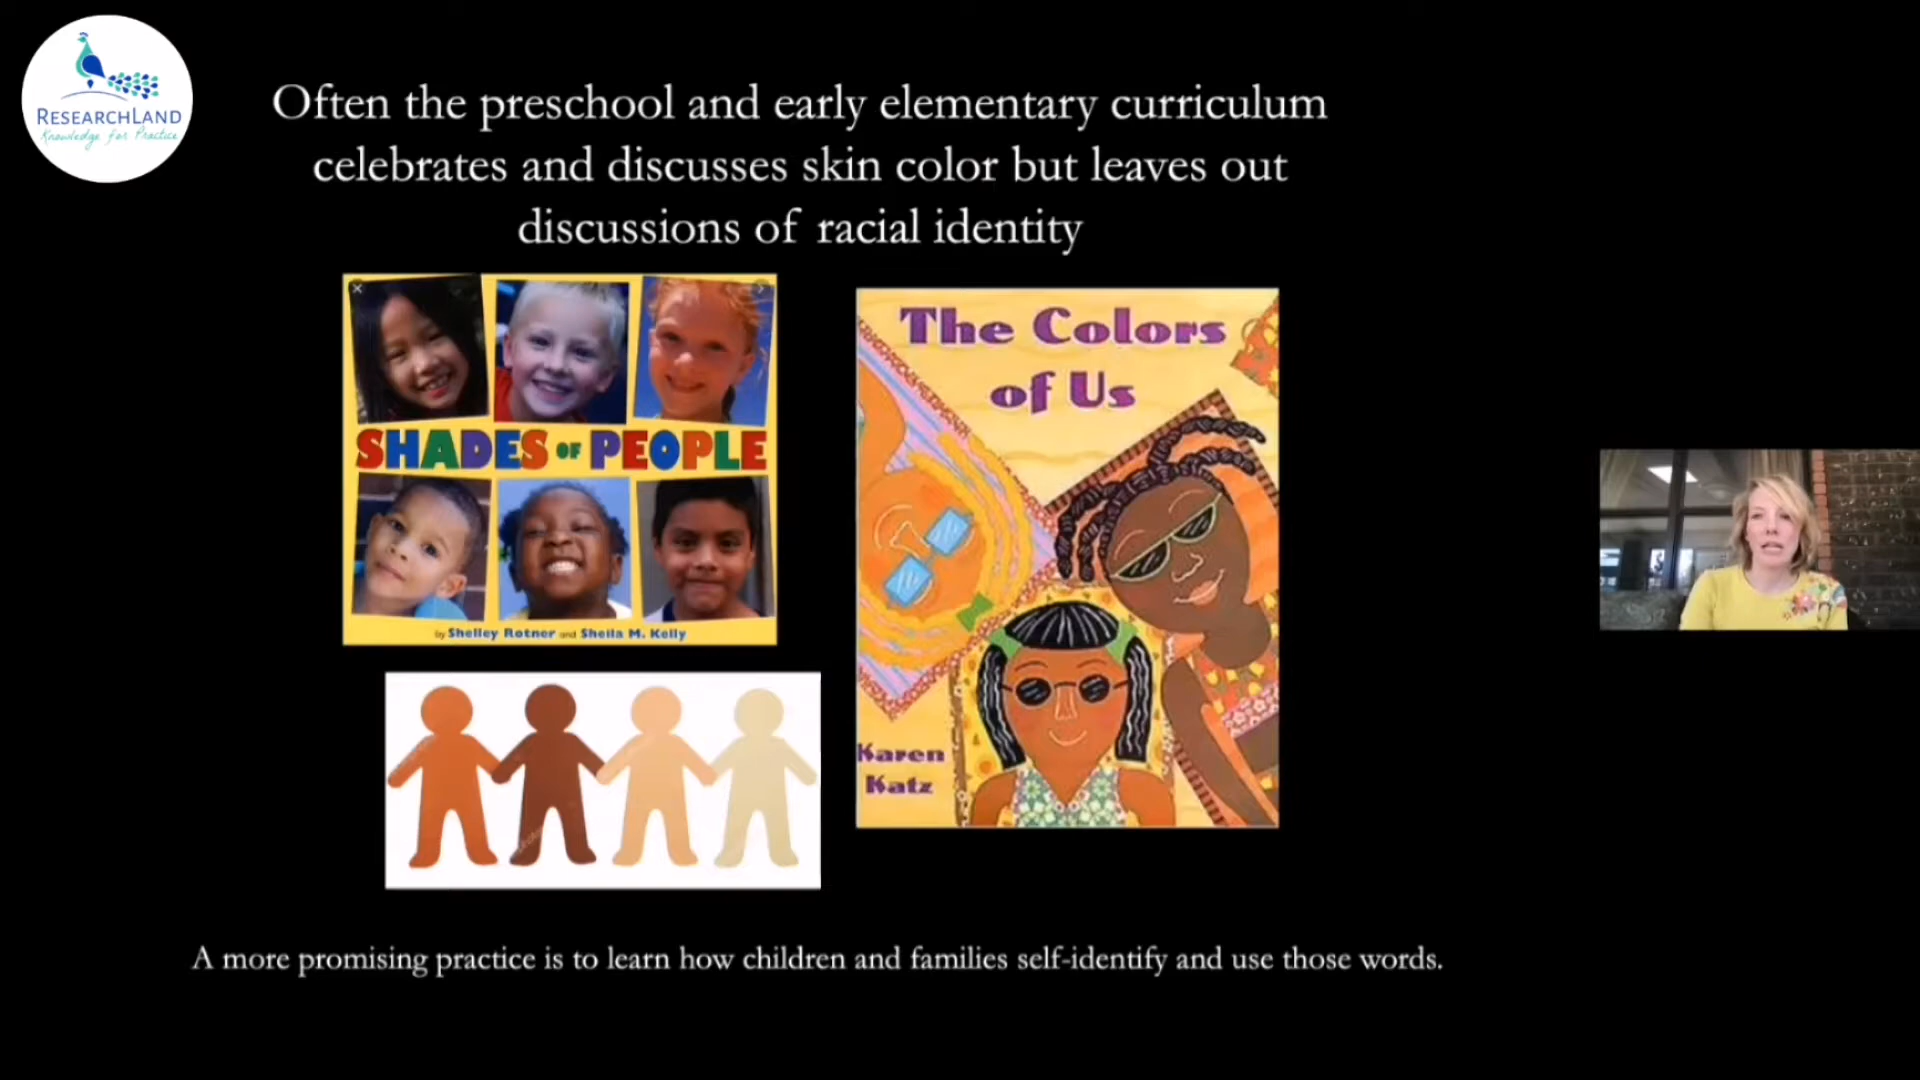 RESEARCHLAND
Knowledge for Practice
Often the preschool and early elementary curriculum
celebrates and discusses skin color but leaves out
discussions of racial identity
SHADES OF PEOPLE
by Shelley Rotner and Sheila M. Kelly
The Colors
of Us
Karen
Katz
A more promising practice is to learn how children and families self-identify and use those words.